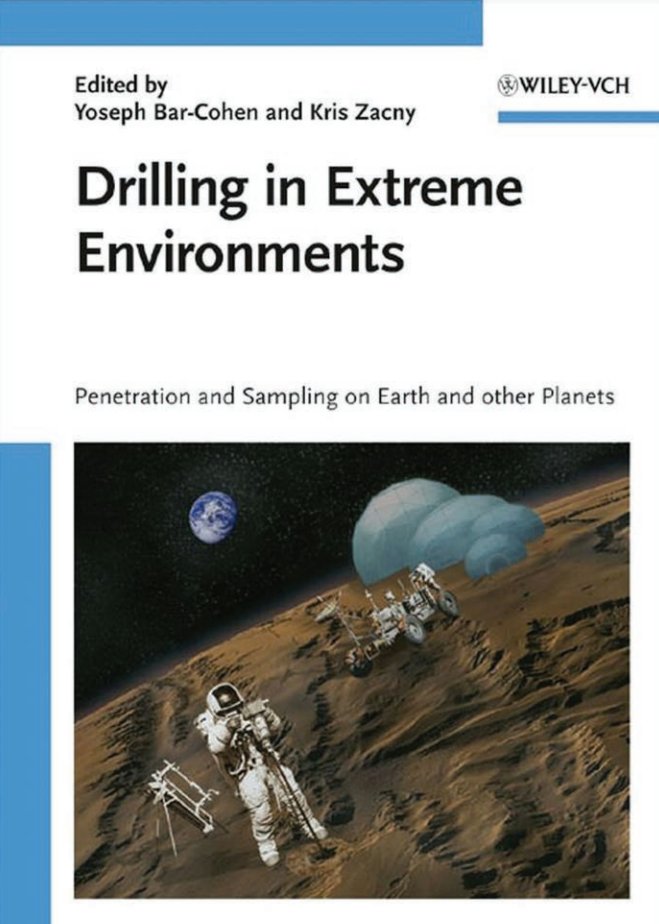 Edited by
Yoseph Bar-Cohen and Kris Zacny
WILEY-VCH
Drilling in Extreme
Environments
Penetration and Sampling on Earth and other Planets